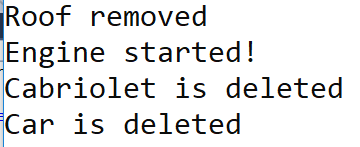 Roof removed
Engine started!
Cabriolet is deleted
Car is deleted